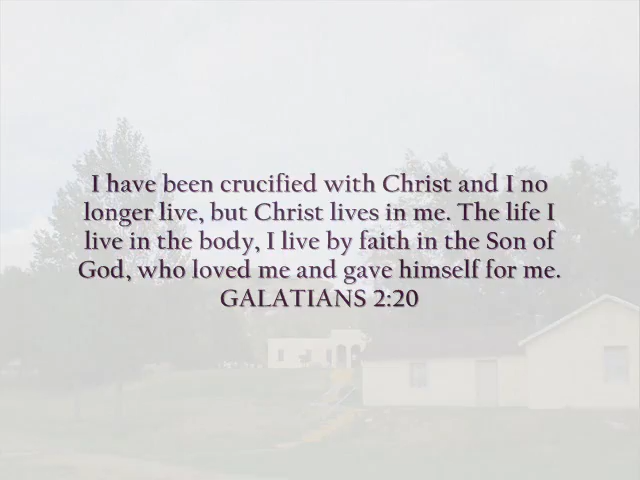 I have been crucified with Christ and I no
longer live, but Christ lives in me. The life I
live in the body, I live by faith in the Son of
God, who loved me and gave himself for me.
GALATIANS 2:20